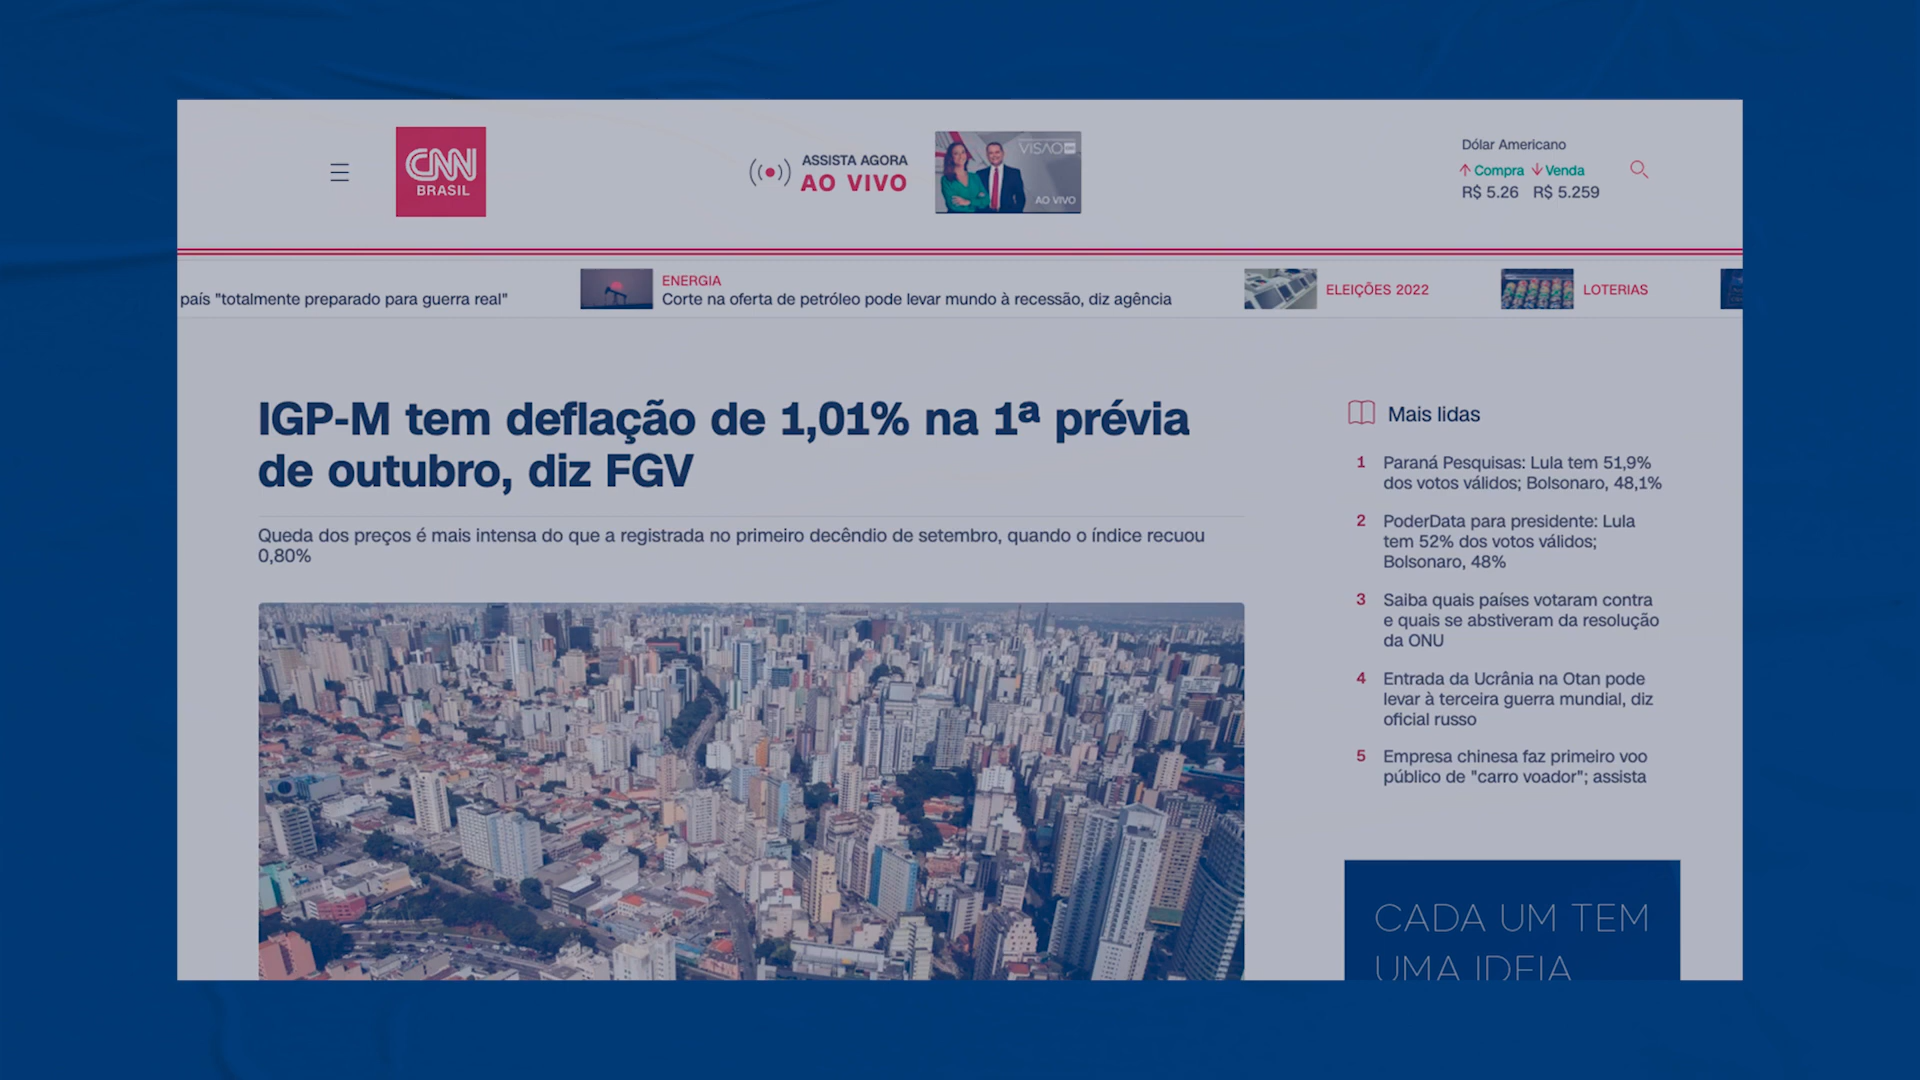 CNN
BRASIL
ASSISTA AGORA
AO VIVO
VISÃO CNN
AO VIVO
Dólar Americano
Compra Venda
R$ 5.26 R$ 5.259
país "totalmente preparado para guerra real"
ENERGIA
Corte na oferta de petróleo pode levar mundo à recessão, diz agência
ELEIÇÕES 2022
LOTERIAS
IGP-M tem deflação de 1,01% na 1ª prévia
de outubro, diz FGV
Queda dos preços é mais intensa do que a registrada no primeiro decêndio de setembro, quando o índice recuou
0,80%
Mais lidas
1 Paraná Pesquisas: Lula tem 51,9%
dos votos válidos; Bolsonaro, 48,1%
2 PoderData para presidente: Lula
tem 52% dos votos válidos;
Bolsonaro, 48%
3 Saiba quais países votaram contra
e quais se abstiveram da resolução
da ONU
4 Entrada da Ucrânia na Otan pode
levar à terceira guerra mundial, diz
oficial russo
5 Empresa chinesa faz primeiro voo
público de "carro voador"; assista
CADA UM TEM
UMA IDEIA